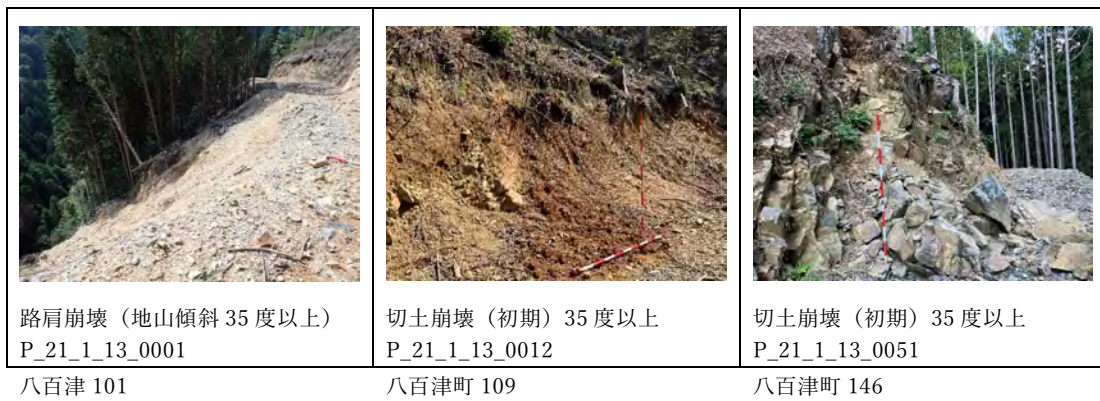 路肩崩壊（地山傾斜 35 度以上）
P_21_1_13_0001
八百津 101
切土崩壊（初期）35 度以上
P_21_1_13_0012
八百津町 109
切土崩壊（初期）35 度以上
P_21_1_13_0051
八百津町 146